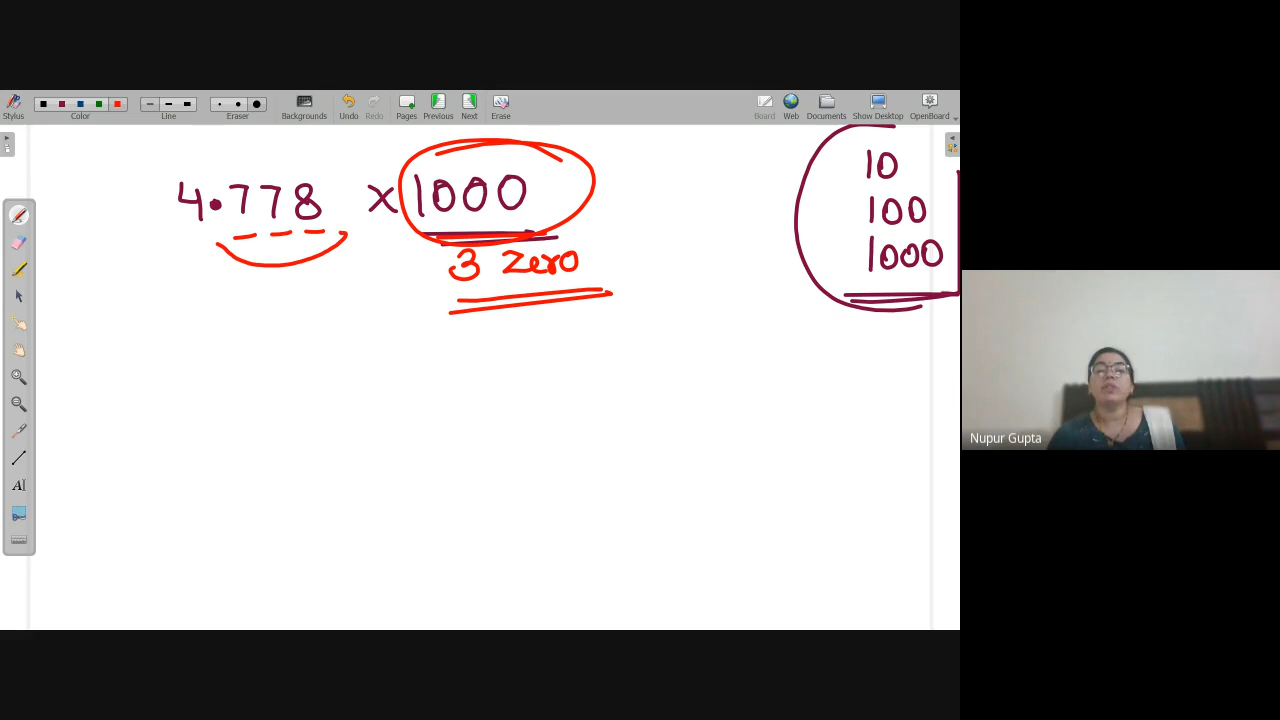 Stylus Color Line Eraser Backgrounds Undo Redo Pages Previous Next Erase Board Web Documents Show Desktop OpenBoard
4.778 × 1000
3 Zero
10
100
1000
Nupur Gupta